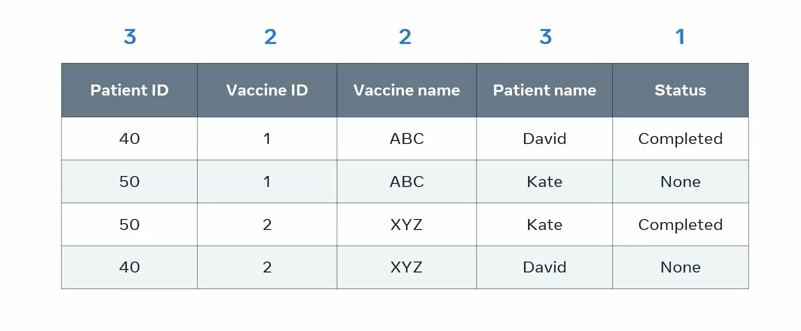 3 2 2 3 1
Patient ID Vaccine ID Vaccine name Patient name Status
40 1 ABC David Completed
50 1 ABC Kate None
50 2 XYZ Kate Completed
40 2 XYZ David None